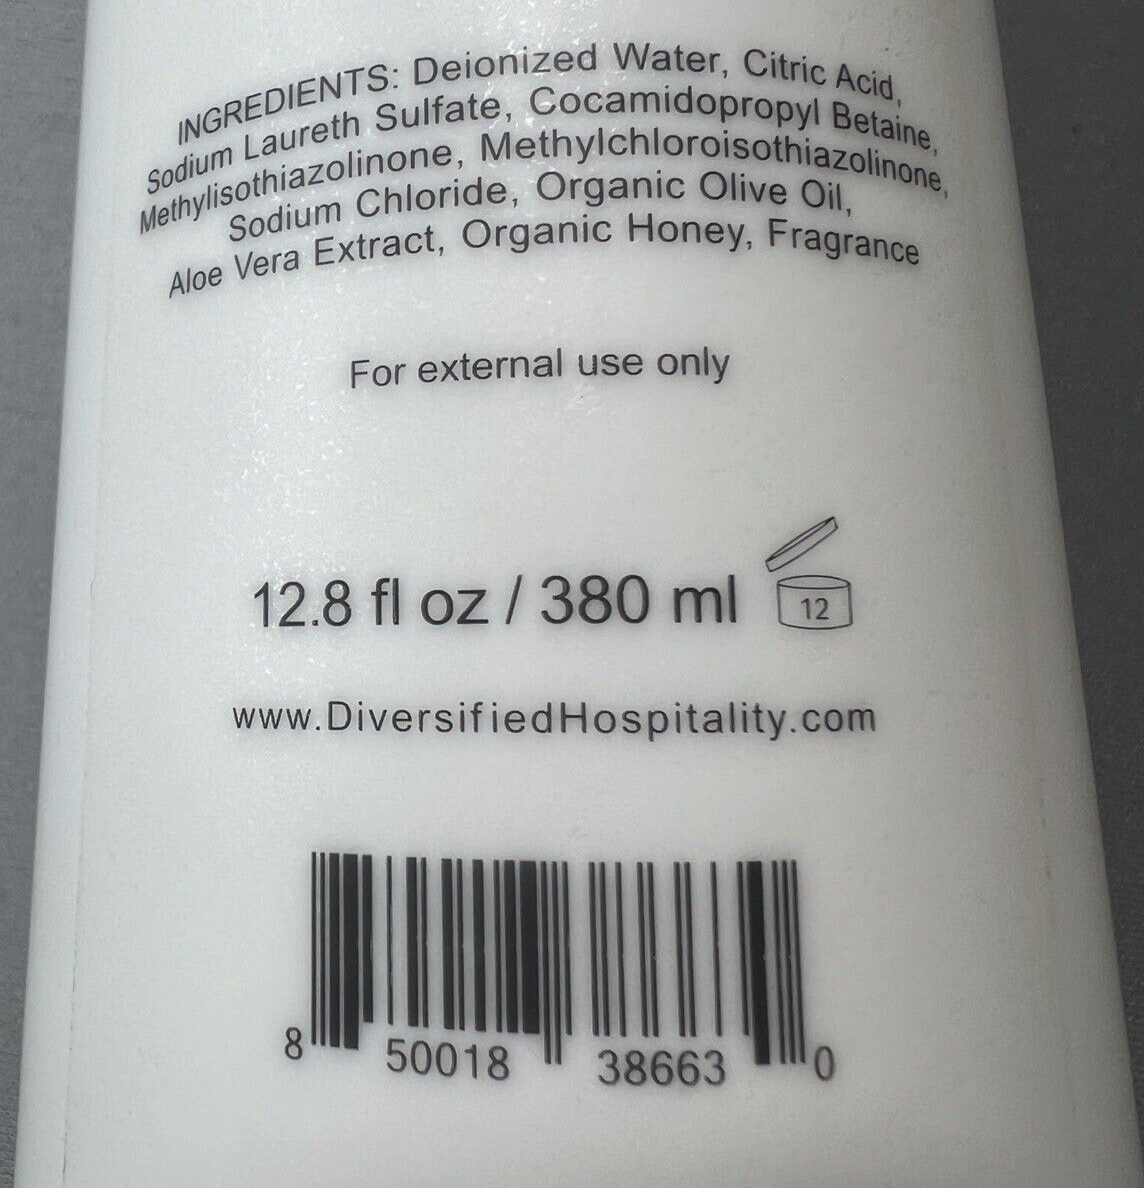 INGREDIENTS: Deionized Water, Citric Acid,
Sodium Laureth Sulfate, Cocamidopropyl Betaine,
Methylisothiazolinone, Methylchloroisothiazolinone,
Sodium Chloride, Organic Olive Oil,
Aloe Vera Extract, Organic Honey, Fragrance
For external use only
12.8 fl oz / 380 ml 12
www.DiversifiedHospitality.com
8 50018 38663 0